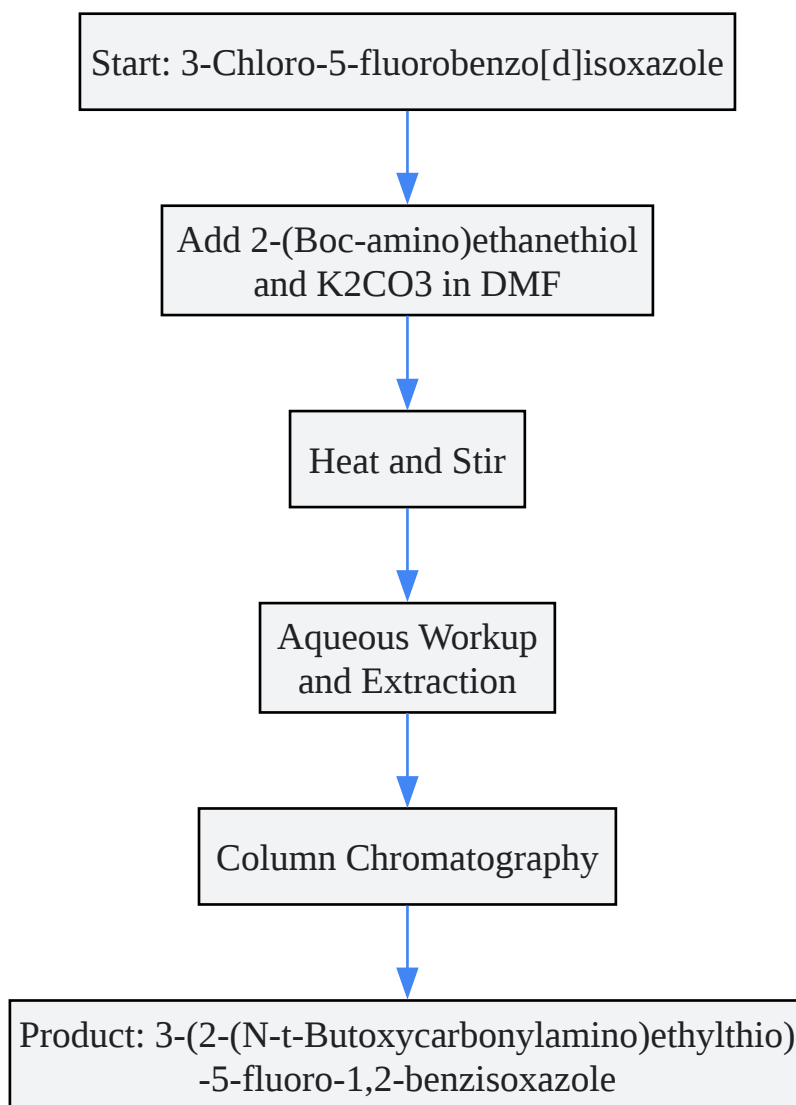 Start: 3-Chloro-5-fluorobenzo[d]isoxazole
Add 2-(Boc-amino)ethanethiol
and K2CO3 in DMF
Heat and Stir
Aqueous Workup
and Extraction
Column Chromatography
Product: 3-(2-(N-t-Butoxycarbonylamino)ethylthio)
-5-fluoro-1,2-benzisoxazole